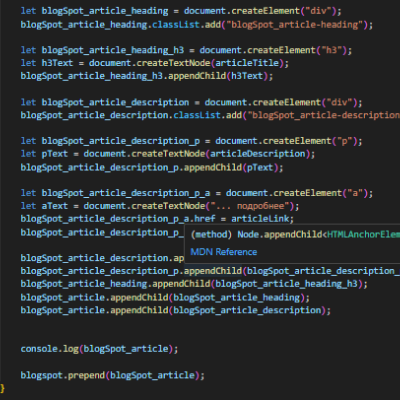 let blogSpot_article_heading = document.createElement("div");
blogSpot_article_heading.classList.add("blogSpot_article-heading");
let blogSpot_article_heading_h3 = document.createElement("h3");
let h3Text = document.createTextNode(articleTitle);
blogSpot_article_heading_h3.appendChild(h3Text);
let blogSpot_article_description = document.createElement("div");
blogSpot_article_description.classList.add("blogSpot_article-description
let blogSpot_article_description_p = document.createElement("p");
let pText = document.createTextNode(articleDescription);
blogSpot_article_description_p.appendChild(pText);
let blogSpot_article_description_p_a = document.createElement("a");
let aText = document.createTextNode("... подробнее");
blogSpot_article_description_p_a.href = articleLink;
blogSpot_article_description_p_
(method) Node.appendChild<HTMLAnchorElem
MDN Reference
blogSpot_article_description.ap
blogSpot_article_description_p.appendChild(blogSpot_article_description_
blogSpot_article_heading.appendChild(blogSpot_article_heading_h3);
blogSpot_article.appendChild(blogSpot_article_heading);
blogSpot_article.appendChild(blogSpot_article_description);
console.log(blogSpot_article);
blogspot.prepend(blogSpot_article);
}